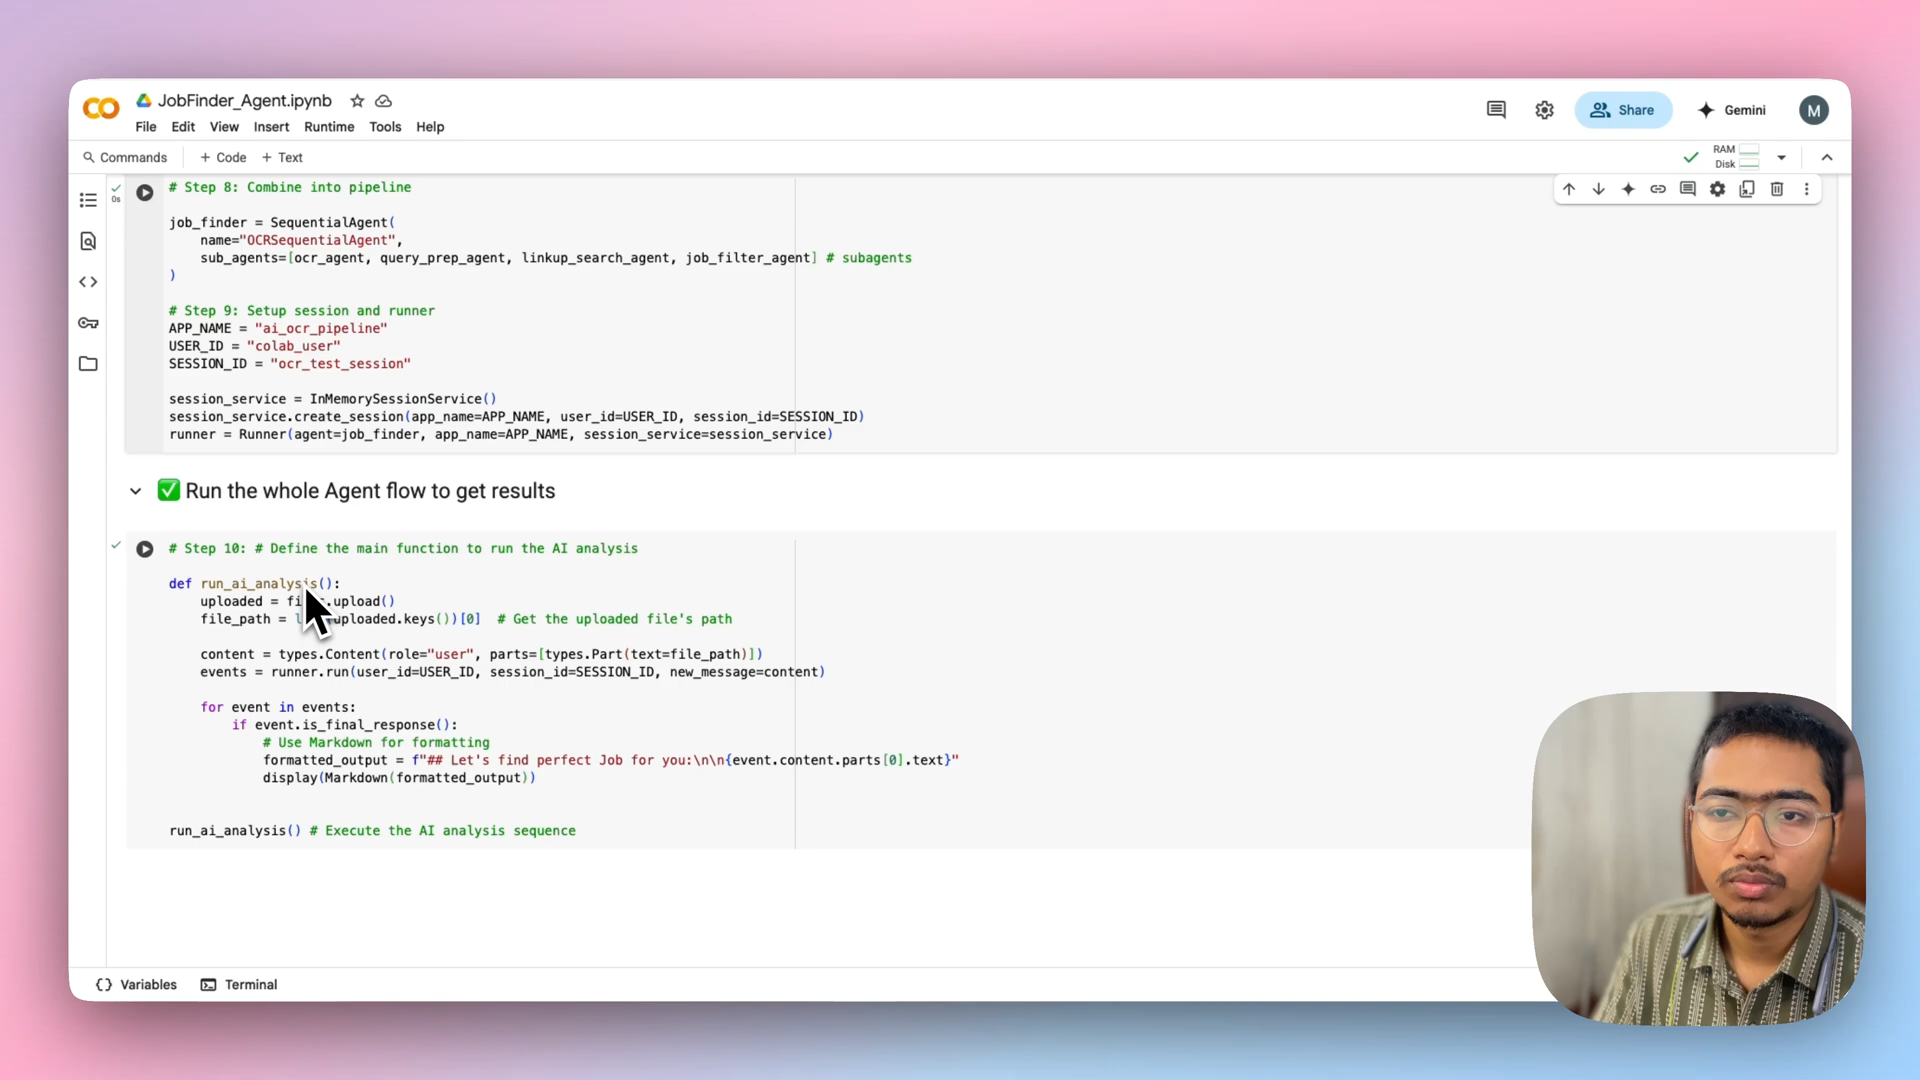 JobFinder_Agent.ipynb
File Edit View Insert Runtime Tools Help
Share
Gemini
M
Commands + Code + Text
RAM
Disk
0s
# Step 8: Combine into pipeline
job_finder = SequentialAgent(
name="OCRSequentialAgent",
sub_agents=[ocr_agent, query_prep_agent, linkup_search_agent, job_filter_agent] # subagents
)
# Step 9: Setup session and runner
APP_NAME = "ai_ocr_pipeline"
USER_ID = "colab_user"
SESSION_ID = "ocr_test_session"
session_service = InMemorySessionService()
session_service.create_session(app_name=APP_NAME, user_id=USER_ID, session_id=SESSION_ID)
runner = Runner(agent=job_finder, app_name=APP_NAME, session_service=session_service)
✅ Run the whole Agent flow to get results
# Step 10: # Define the main function to run the AI analysis
def run_ai_analysis():
uploaded = .upload()
file_path = uploaded.keys())[0] # Get the uploaded file's path
content = types.Content(role="user", parts=[types.Part(text=file_path)])
events = runner.run(user_id=USER_ID, session_id=SESSION_ID, new_message=content)
for event in events:
if event.is_final_response():
# Use Markdown for formatting
formatted_output = f"## Let's find perfect Job for you:\n\n{event.content.parts[0].text}"
display(Markdown(formatted_output))
run_ai_analysis() # Execute the AI analysis sequence
Variables Terminal